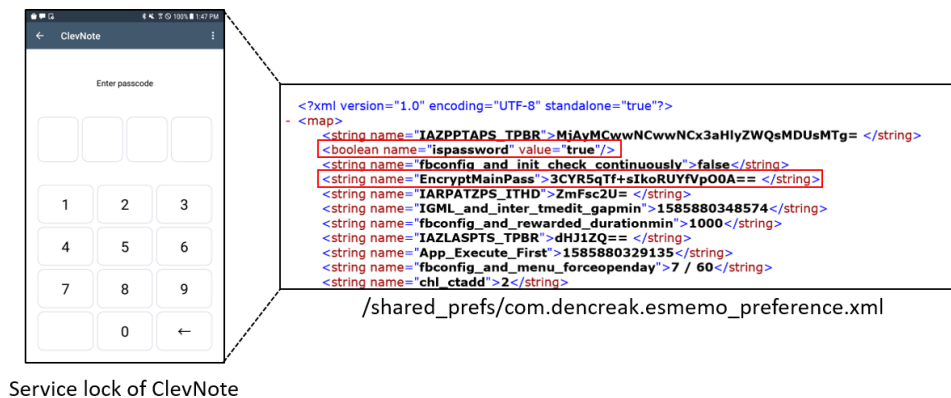 100% 1:47 PM
← ClevNote
Enter passcode
1 2 3
4 5 6
7 8 9
0 ←
<?xml version="1.0" encoding="UTF-8" standalone="true"?>
- <map>
<string name="IAZPPTAPS_TPBR">MjAyMCwwNCwwNCx3aHlyZWQsMDUsMTg= </string>
<boolean name="ispassword" value="true"/>
<string name="fbconfig_and_init_check_continuously">false</string>
<string name="EncryptMainPass">3CYR5qTf+sIkoRUYfVpO0A== </string>
<string name="IARPATZPS_ITHD">ZmFsc2U= </string>
<string name="IGML_and_inter_tmedit_gapmin">1585880348574</string>
<string name="fbconfig_and_rewarded_durationmin">1000</string>
<string name="IAZLASPTS_TPBR">dHJ1ZQ== </string>
<string name="App_Execute_First">1585880329135</string>
<string name="fbconfig_and_menu_forceopenday">7 / 60</string>
<string name="chl_ctadd">2</string>
/shared_prefs/com.dencreak.esmemo_preference.xml
Service lock of ClevNote